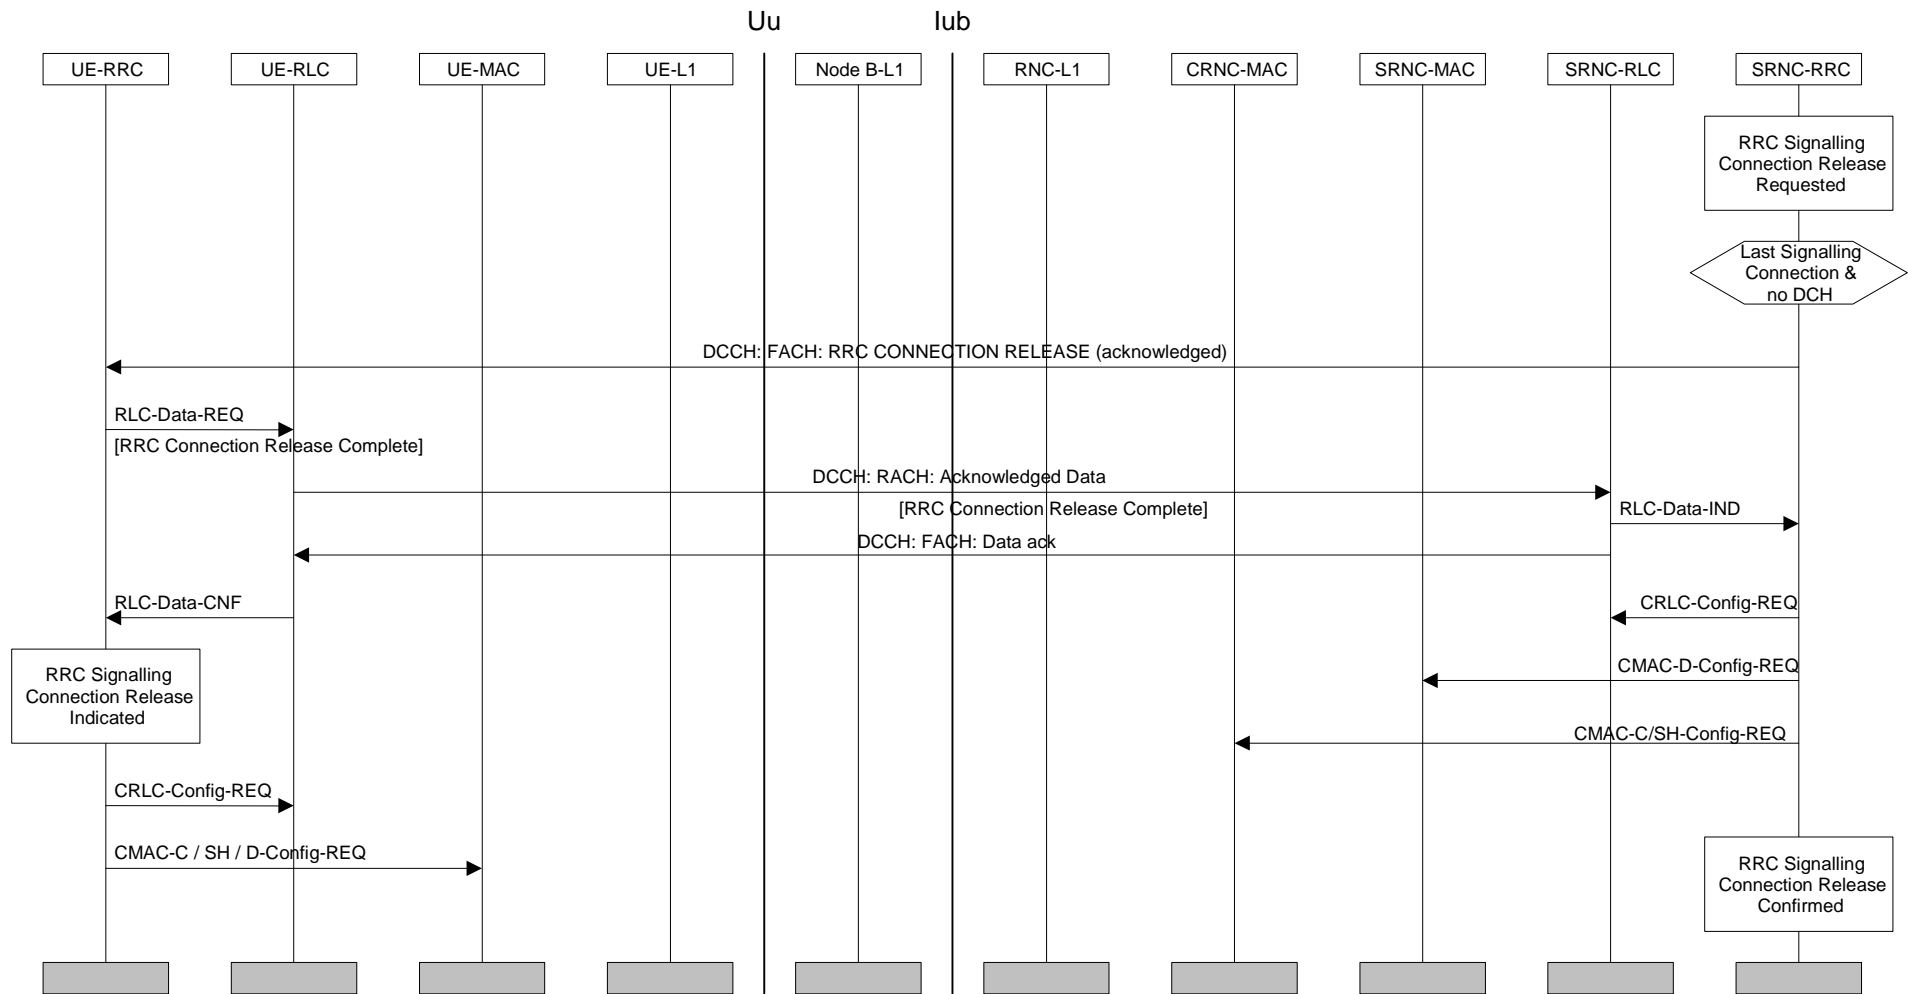 Uu
Iub
UE-RRC
UE-RLC
UE-MAC
UE-L1
Node B-L1
RNC-L1
CRNC-MAC
SRNC-MAC
SRNC-RLC
SRNC-RRC
RRC Signalling
Connection Release
Requested
Last Signalling
Connection &
no DCH
DCCH: FACH: RRC CONNECTION RELEASE (acknowledged)
RLC-Data-REQ
[RRC Connection Release Complete]
DCCH: RACH: Acknowledged Data
[RRC Connection Release Complete]
RLC-Data-IND
DCCH: FACH: Data ack
RLC-Data-CNF
CRLC-Config-REQ
RRC Signalling
Connection Release
Indicated
CMAC-D-Config-REQ
CMAC-C/SH-Config-REQ
CRLC-Config-REQ
CMAC-C / SH / D-Config-REQ
RRC Signalling
Connection Release
Confirmed